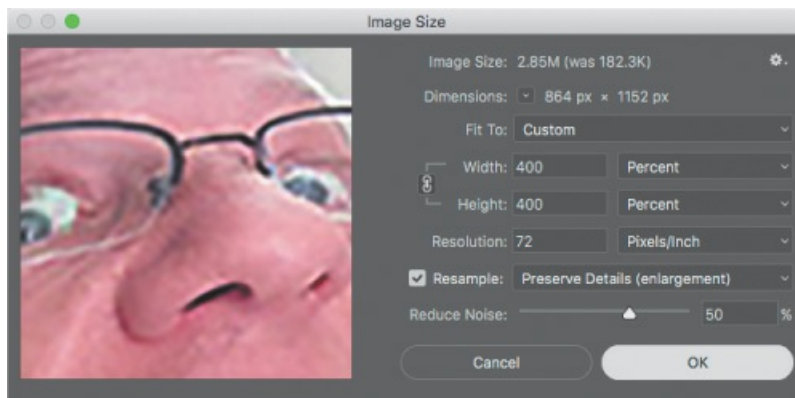 Image Size
Image Size: 2.85M (was 182.3K)
Dimensions: 864 px × 1152 px
Fit To: Custom
Width: 400 Percent
Height: 400 Percent
Resolution: 72 Pixels/Inch
Resample: Preserve Details (enlargement)
Reduce Noise: 50 %
Cancel OK